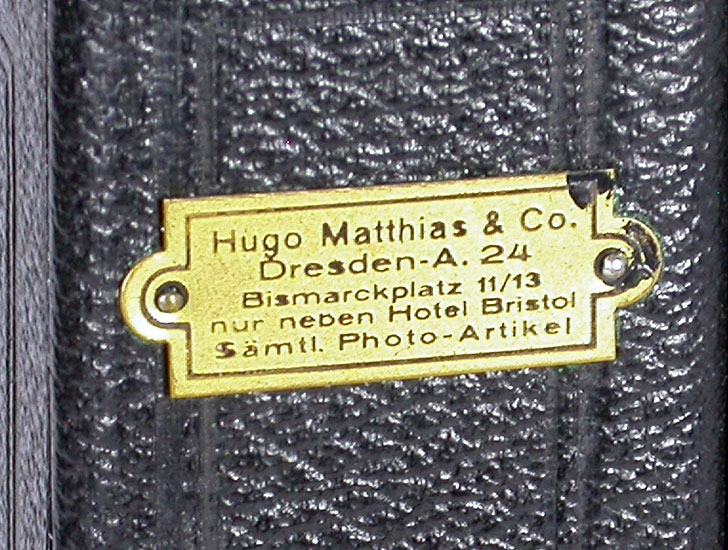 Hugo Matthias & Co.
Dresden-A. 24
Bismarckplatz 11/13
nur neben Hotel Bristol
Sämtl. Photo-Artikel